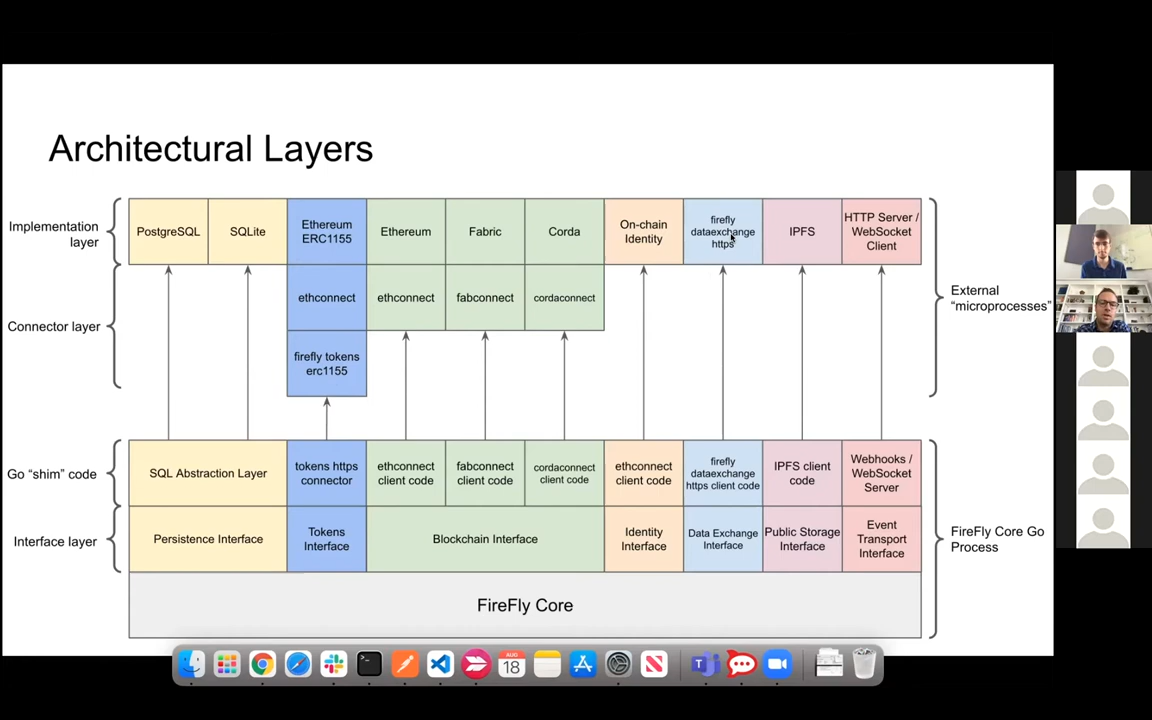 Architectural Layers
Implementation
layer
PostgreSQL
SQLite
Ethereum
ERC1155
Ethereum
Fabric
Corda
On-chain
Identity
firefly
dataexchange
https
IPFS
HTTP Server /
WebSocket
Client
Connector layer
ethconnect
ethconnect
fabconnect
cordaconnect
firefly tokens
erc1155
External
“microprocesses”
Go “shim” code
SQL Abstraction Layer
tokens https
connector
ethconnect
client code
fabconnect
client code
cordaconnect
client code
ethconnect
client code
firefly
dataexchange
https client code
IPFS client
code
Webhooks /
WebSocket
Server
Interface layer
Persistence Interface
Tokens
Interface
Blockchain Interface
Identity
Interface
Data Exchange
Interface
Public Storage
Interface
Event
Transport
Interface
FireFly Core Go
Process
FireFly Core
AUG
18